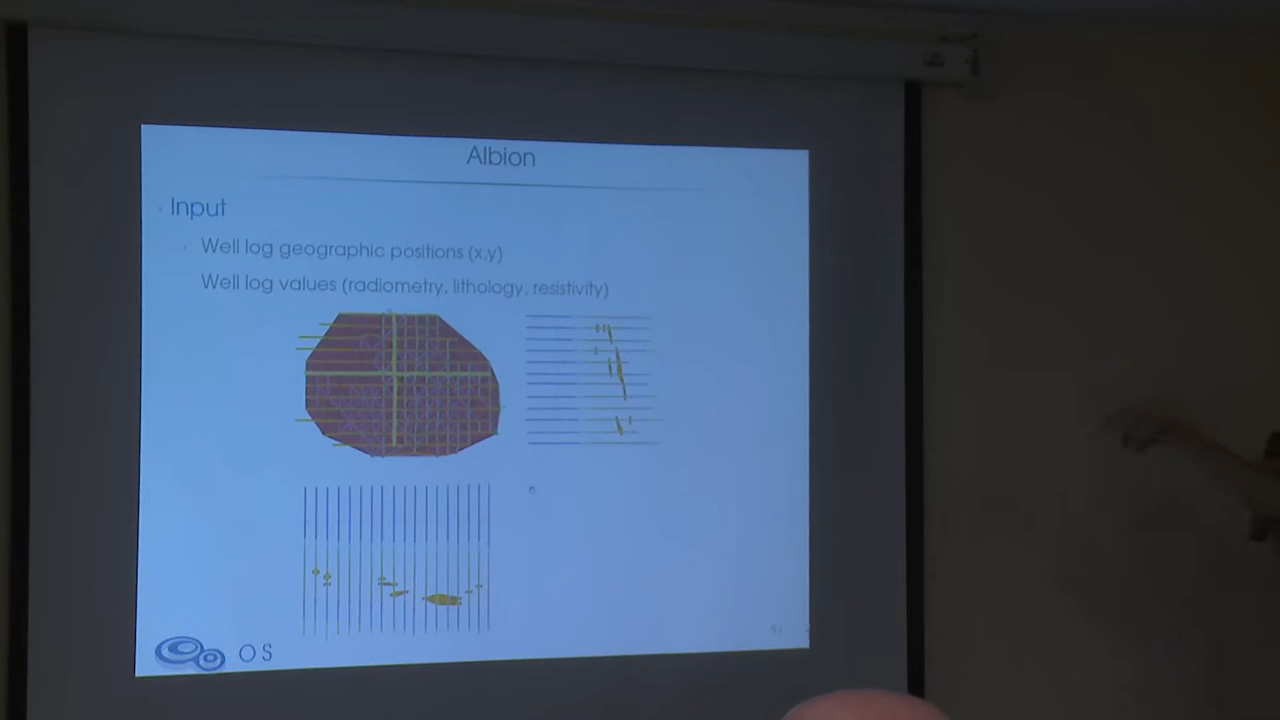 Albion
Input
Well log geographic positions (x,y)
Well log values (radiometry, lithology, resistivity)
OS